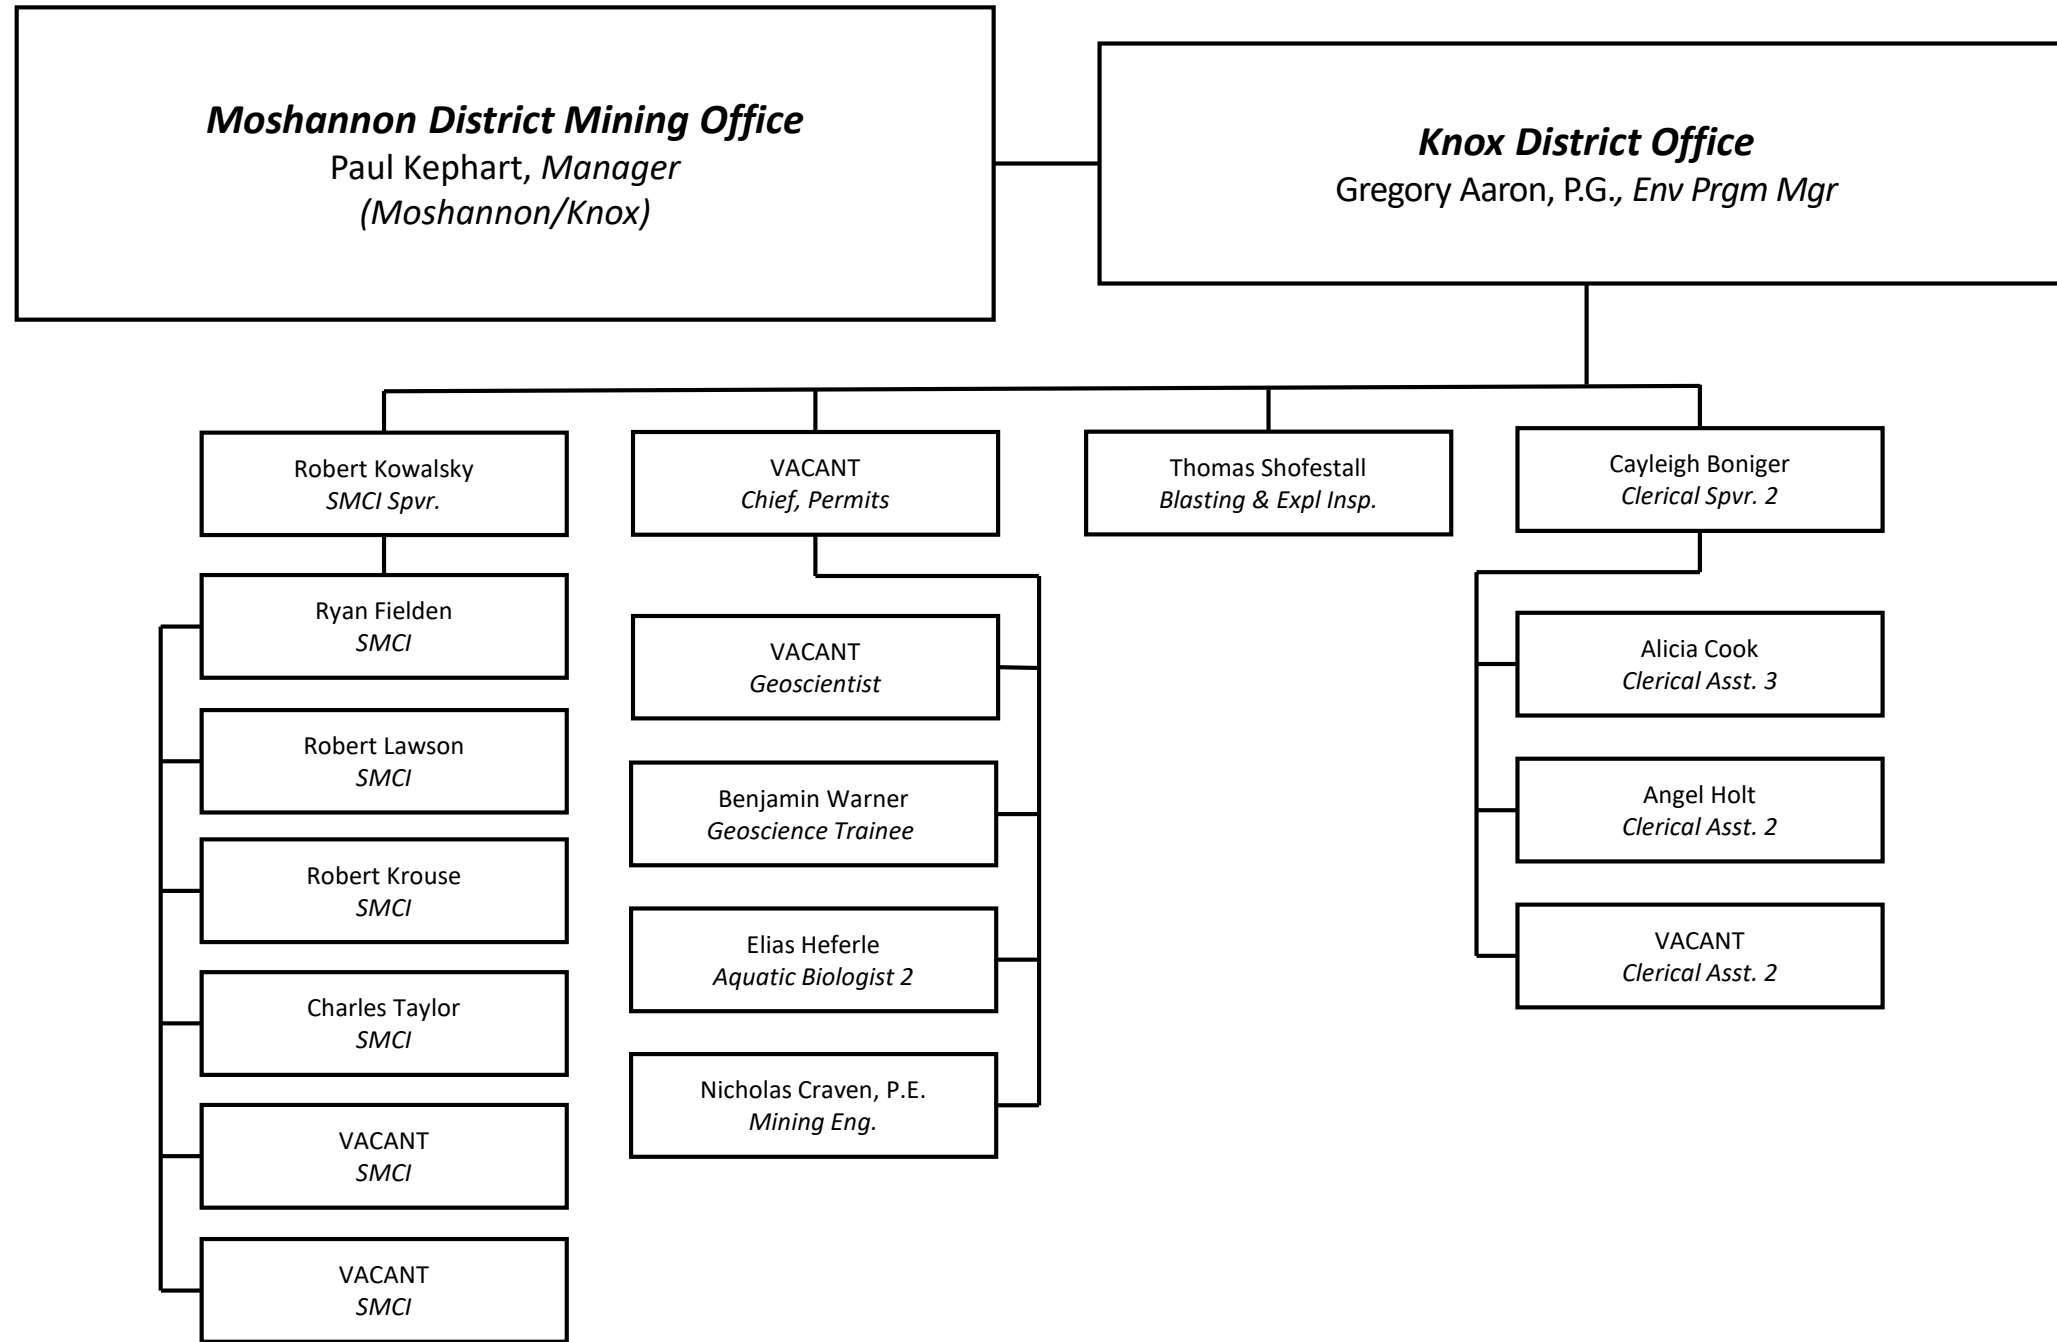 Moshannon District Mining Office
Paul Kephart, Manager
(Moshannon/Knox)
Knox District Office
Gregory Aaron, P.G., Env Prgm Mgr
Robert Kowalsky
SMCI Spvr.
VACANT
Chief, Permits
Thomas Shofestall
Blasting & Expl Insp.
Cayleigh Boniger
Clerical Spvr. 2
Ryan Fielden
SMCI
Robert Lawson
SMCI
Robert Krouse
SMCI
Charles Taylor
SMCI
VACANT
SMCI
VACANT
SMCI
VACANT
Geoscientist
Benjamin Warner
Geoscience Trainee
Elias Heferle
Aquatic Biologist 2
Nicholas Craven, P.E.
Mining Eng.
Alicia Cook
Clerical Asst. 3
Angel Holt
Clerical Asst. 2
VACANT
Clerical Asst. 2